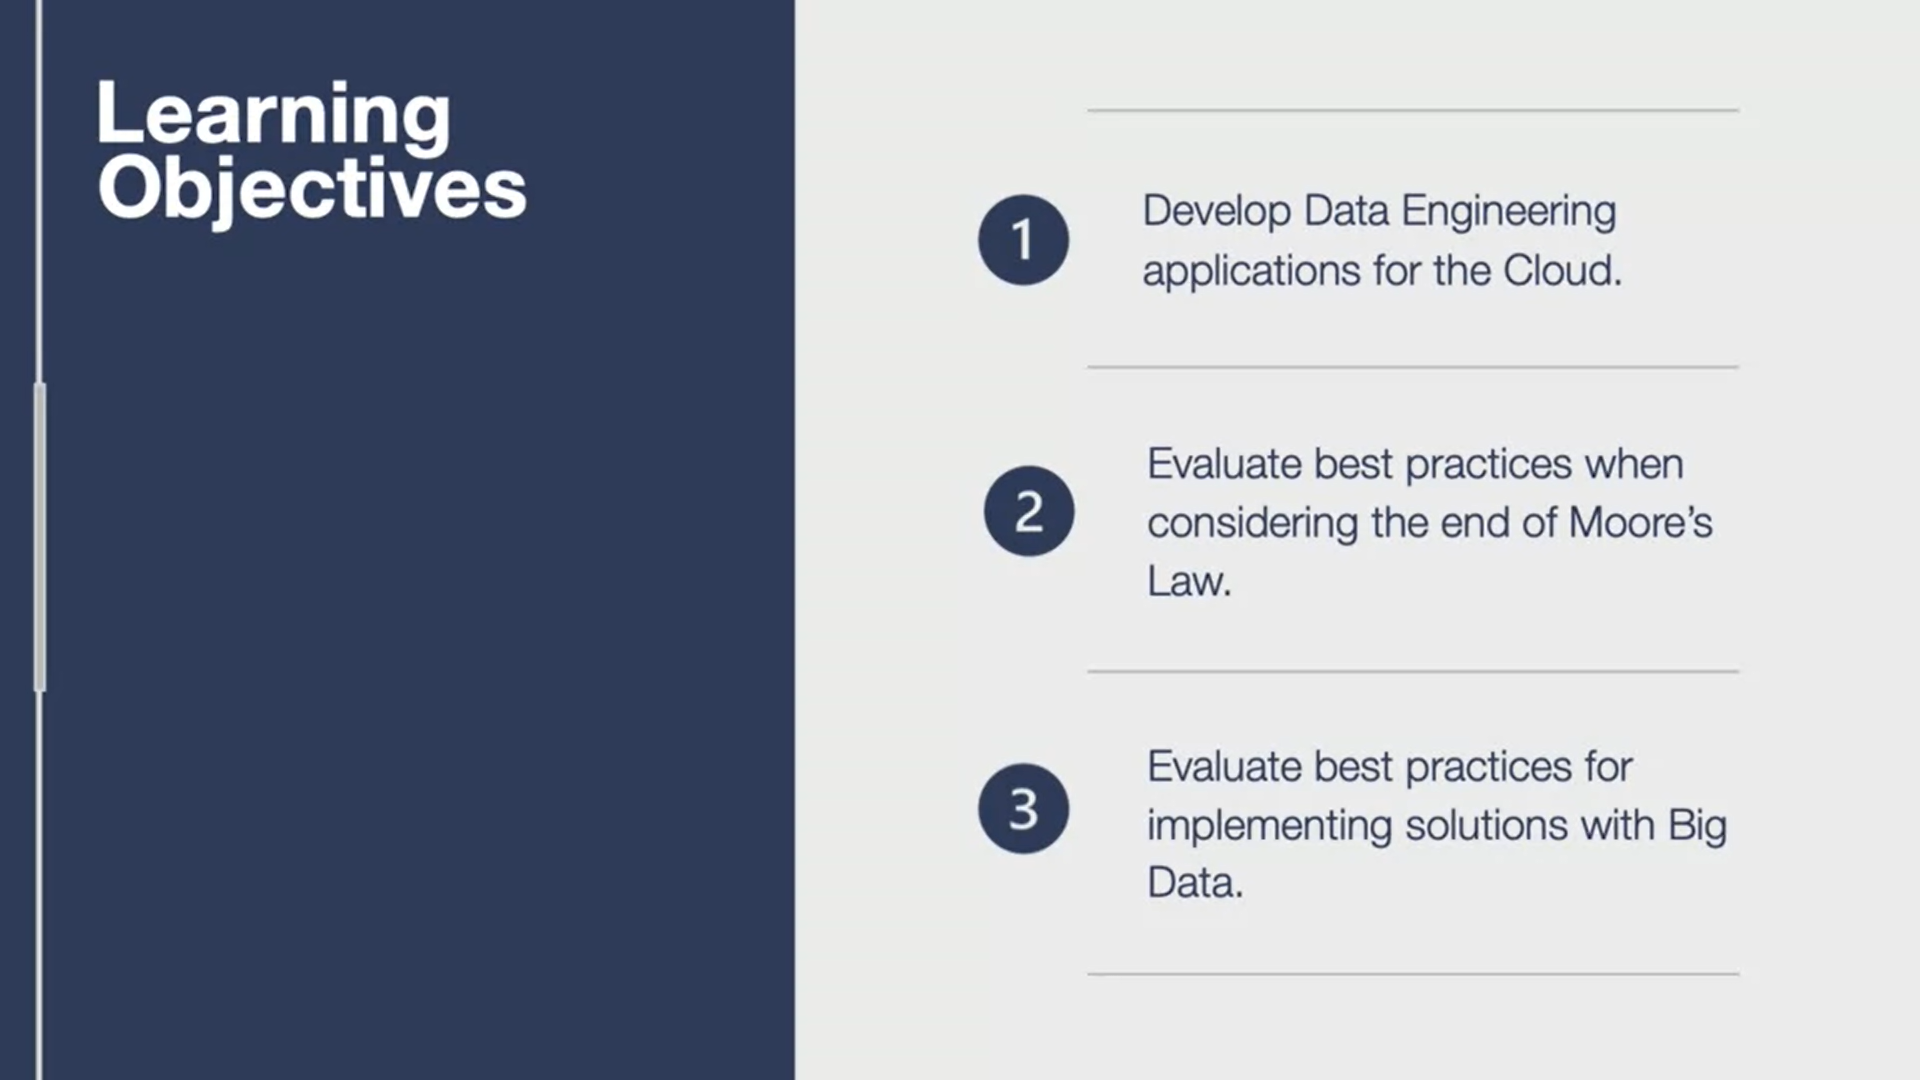 Learning
Objectives
1
Develop Data Engineering
applications for the Cloud.
2
Evaluate best practices when
considering the end of Moore’s
Law.
3
Evaluate best practices for
implementing solutions with Big
Data.